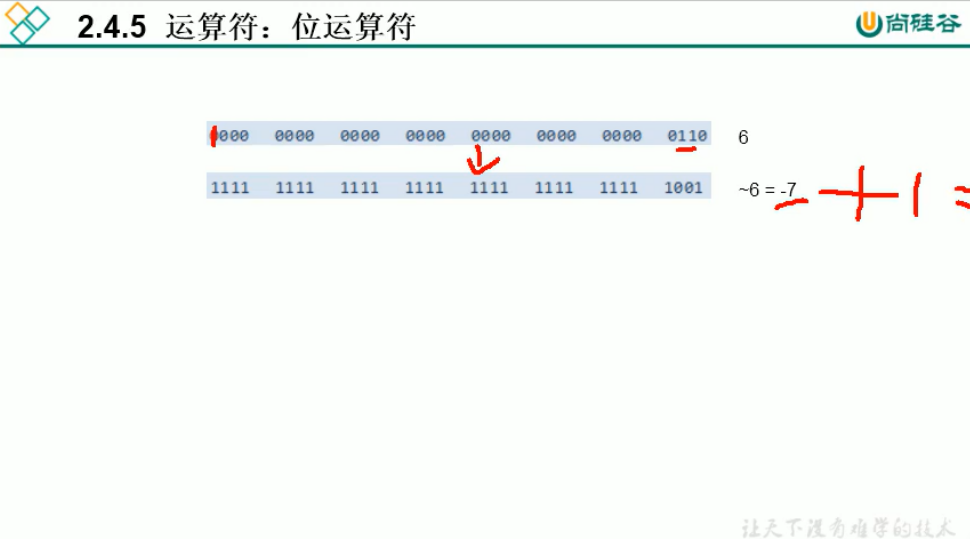 2.4.5 运算符：位运算符
尚硅谷
0000 0000 0000 0000 0000 0000 0000 0110 6
1111 1111 1111 1111 1111 1111 1111 1001 ~6 = -7 + 1 =
让天下没有难学的技术